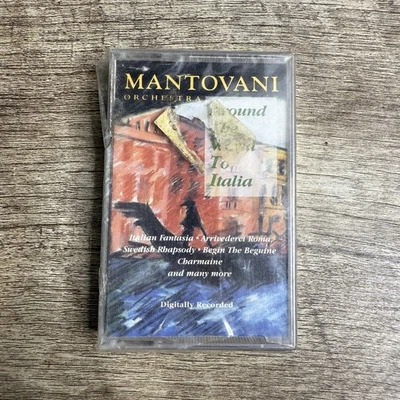 MANTOVANI
ORCHESTRA
Around
World
To
Italia
Italian Fantasia • Arrivederci Roma
Swedish Rhapsody • Begin The Beguine
Charmaine
and many more
Digitally Recorded